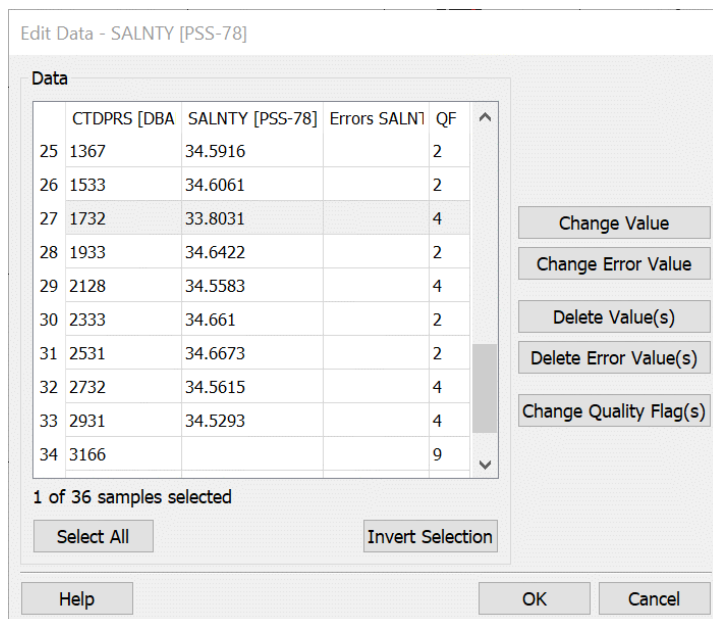 Edit Data - SALNTY [PSS-78]
Data
CTDPRS [DBA SALNTY [PSS-78] Errors SALNT QF
25 1367 34.5916 2
26 1533 34.6061 2
27 1732 33.8031 4
28 1933 34.6422 2
29 2128 34.5583 4
30 2333 34.661 2
31 2531 34.6673 2
32 2732 34.5615 4
33 2931 34.5293 4
34 3166 9
1 of 36 samples selected
Select All
Invert Selection
Change Value
Change Error Value
Delete Value(s)
Delete Error Value(s)
Change Quality Flag(s)
Help
OK
Cancel